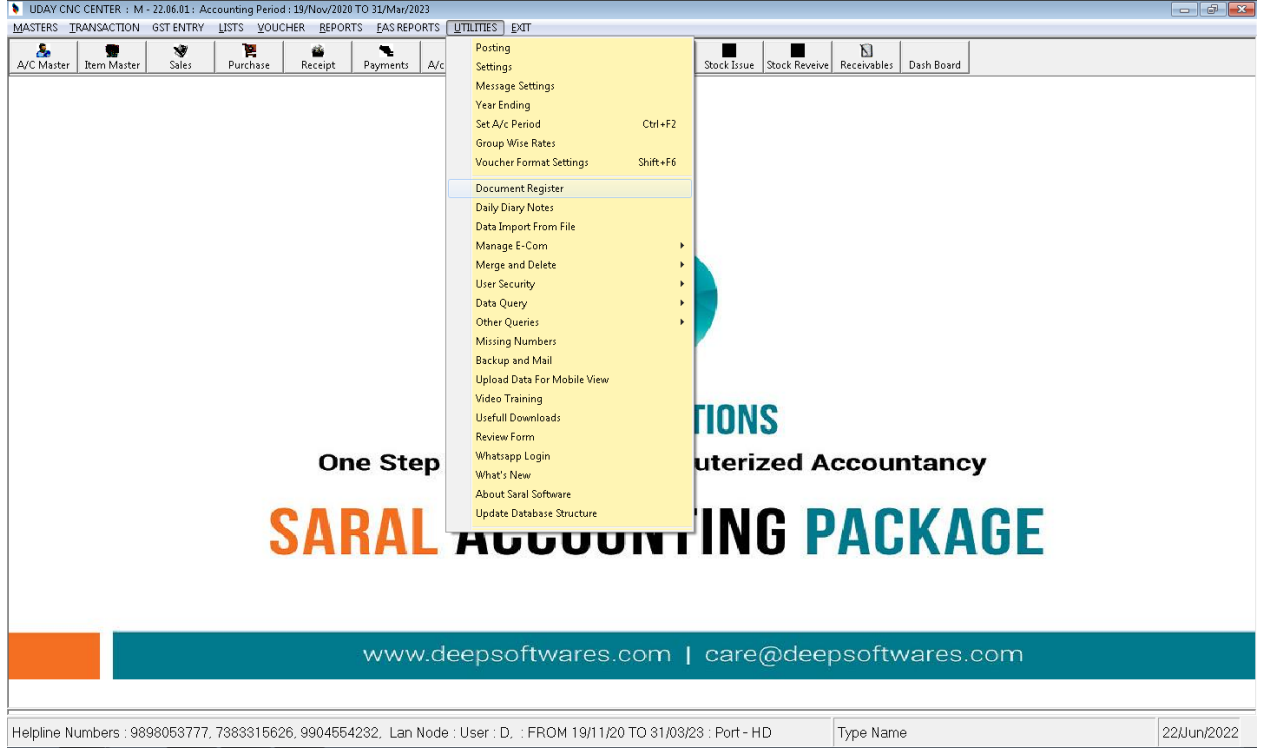 UDAY CNC CENTER : M - 22.06.01 : Accounting Period : 19/Nov/2020 TO 31/Mar/2023
MASTERS TRANSACTION GST ENTRY LISTS VOUCHER REPORTS EAS REPORTS UTILITIES EXIT
A/C Master Item Master Sales Purchase Receipt Payments A/c Stock Issue Stock Reveive Receivables Dash Board
Posting
Settings
Message Settings
Year Ending
Set A/c Period Ctrl+F2
Group Wise Rates
Voucher Format Settings Shift+F6
Document Register
Daily Diary Notes
Data Import From File
Manage E-Com
Merge and Delete
User Security
Data Query
Other Queries
Missing Numbers
Backup and Mail
Upload Data For Mobile View
Video Training
Usefull Downloads
Review Form
Whatsapp Login
What's New
About Saral Software
Update Database Structure
TIONS
One Step uterized Accountancy
SARAL ACCOUNTING PACKAGE
www.deepsoftwares.com | care@deepsoftwares.com
Helpline Numbers : 9898053777, 7383315626, 9904554232, Lan Node : User : D, : FROM 19/11/20 TO 31/03/23 : Port - HD Type Name 22/Jun/2022